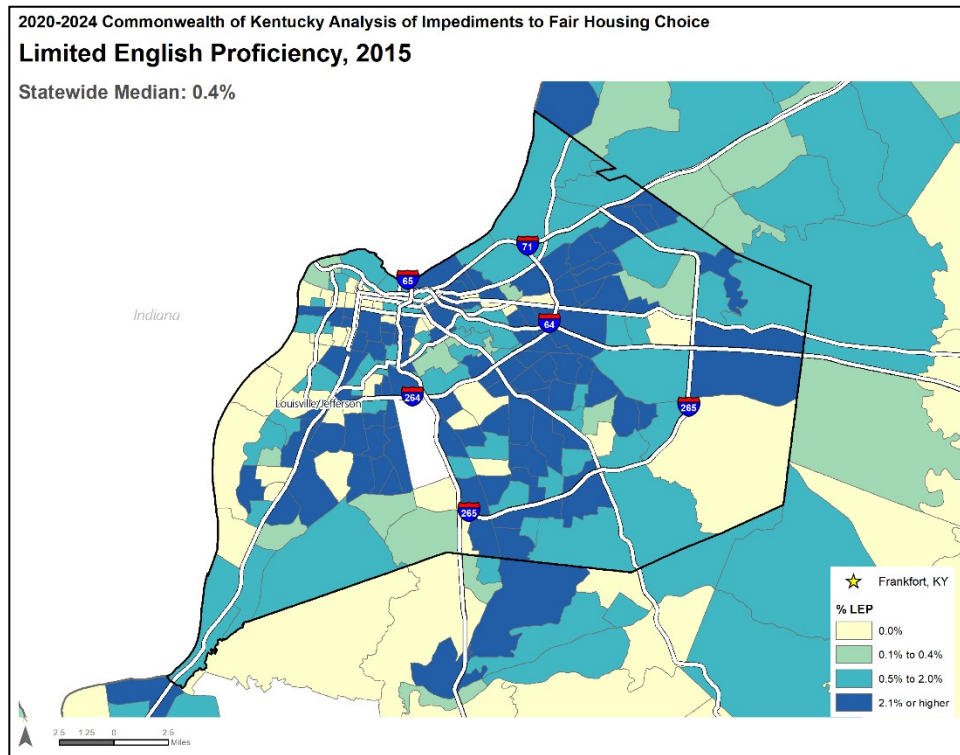 2020-2024 Commonwealth of Kentucky Analysis of Impediments to Fair Housing Choice
Limited English Proficiency, 2015
Statewide Median: 0.4%
71
65
Indiana
64
Louisville/Jefferson
264
265
265
Frankfort, KY
% LEP
0.0%
0.1% to 0.4%
0.5% to 2.0%
2.1% or higher
2.5 1.25 0 2.5
Miles